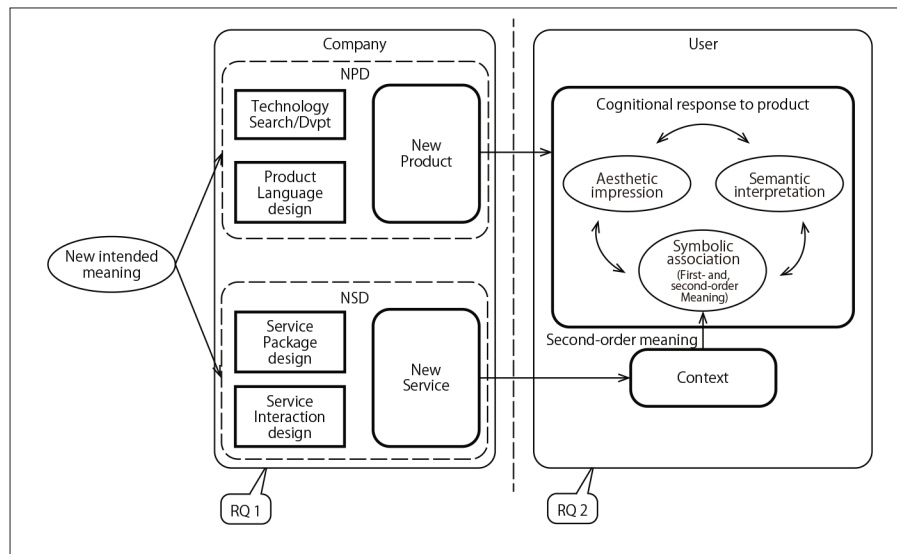 Company
User
NPD
Technology
Search/Dvpt
Product
Language
design
New
Product
Cognitional response to product
Aesthetic
impression
Semantic
interpretation
Symbolic
association
(First- and,
second-order
Meaning)
New intended
meaning
NSD
Service
Package
design
Service
Interaction
design
New
Service
Second-order meaning
Context
RQ 1
RQ 2